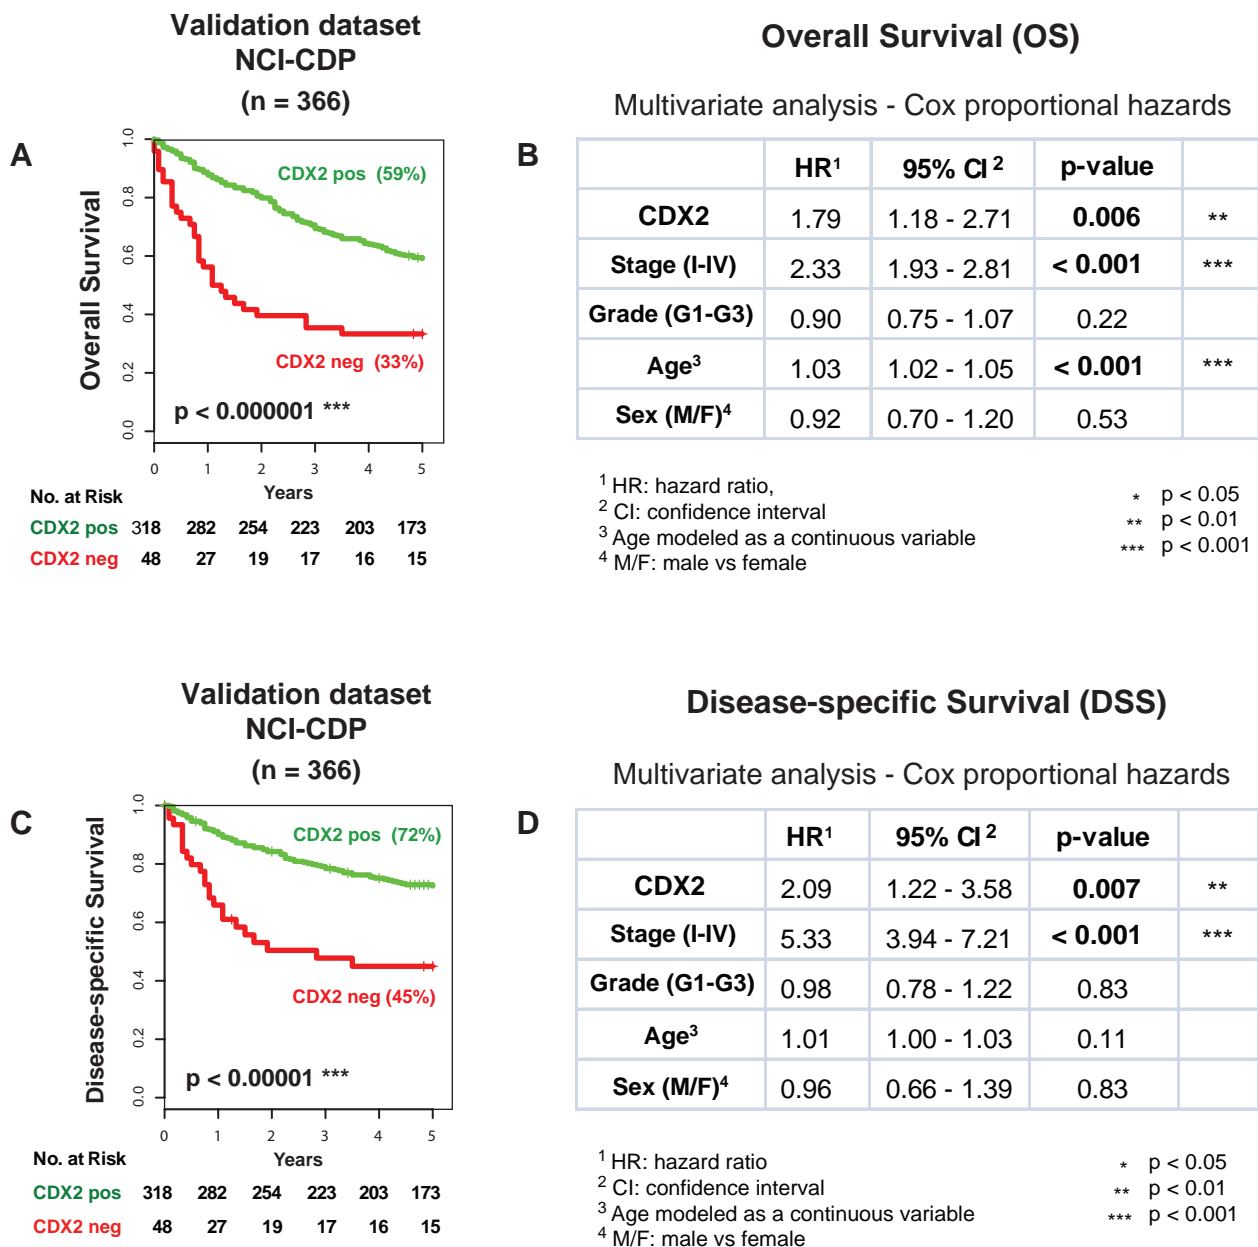 Validation dataset
NCI-CDP
(n = 366)
A
Overall Survival
1.0
0.8
0.6
0.4
0.2
0.0
CDX2 pos (59%)
CDX2 neg (33%)
p < 0.000001 ***
0 1 2 3 4 5
Years
No. at Risk
CDX2 pos 318 282 254 223 203 173
CDX2 neg 48 27 19 17 16 15
Overall Survival (OS)
Multivariate analysis - Cox proportional hazards
B
HR¹ 95% CI ² p-value
CDX2 1.79 1.18 - 2.71 0.006 **
Stage (I-IV) 2.33 1.93 - 2.81 < 0.001 ***
Grade (G1-G3) 0.90 0.75 - 1.07 0.22
Age³ 1.03 1.02 - 1.05 < 0.001 ***
Sex (M/F)⁴ 0.92 0.70 - 1.20 0.53
¹ HR: hazard ratio,
² CI: confidence interval
³ Age modeled as a continuous variable
⁴ M/F: male vs female
* p < 0.05
** p < 0.01
*** p < 0.001
Validation dataset
NCI-CDP
(n = 366)
C
Disease-specific Survival
1.0
0.8
0.6
0.4
0.2
0.0
CDX2 pos (72%)
CDX2 neg (45%)
p < 0.00001 ***
0 1 2 3 4 5
Years
No. at Risk
CDX2 pos 318 282 254 223 203 173
CDX2 neg 48 27 19 17 16 15
Disease-specific Survival (DSS)
Multivariate analysis - Cox proportional hazards
D
HR¹ 95% CI ² p-value
CDX2 2.09 1.22 - 3.58 0.007 **
Stage (I-IV) 5.33 3.94 - 7.21 < 0.001 ***
Grade (G1-G3) 0.98 0.78 - 1.22 0.83
Age³ 1.01 1.00 - 1.03 0.11
Sex (M/F)⁴ 0.96 0.66 - 1.39 0.83
¹ HR: hazard ratio
² CI: confidence interval
³ Age modeled as a continuous variable
⁴ M/F: male vs female
* p < 0.05
** p < 0.01
*** p < 0.001